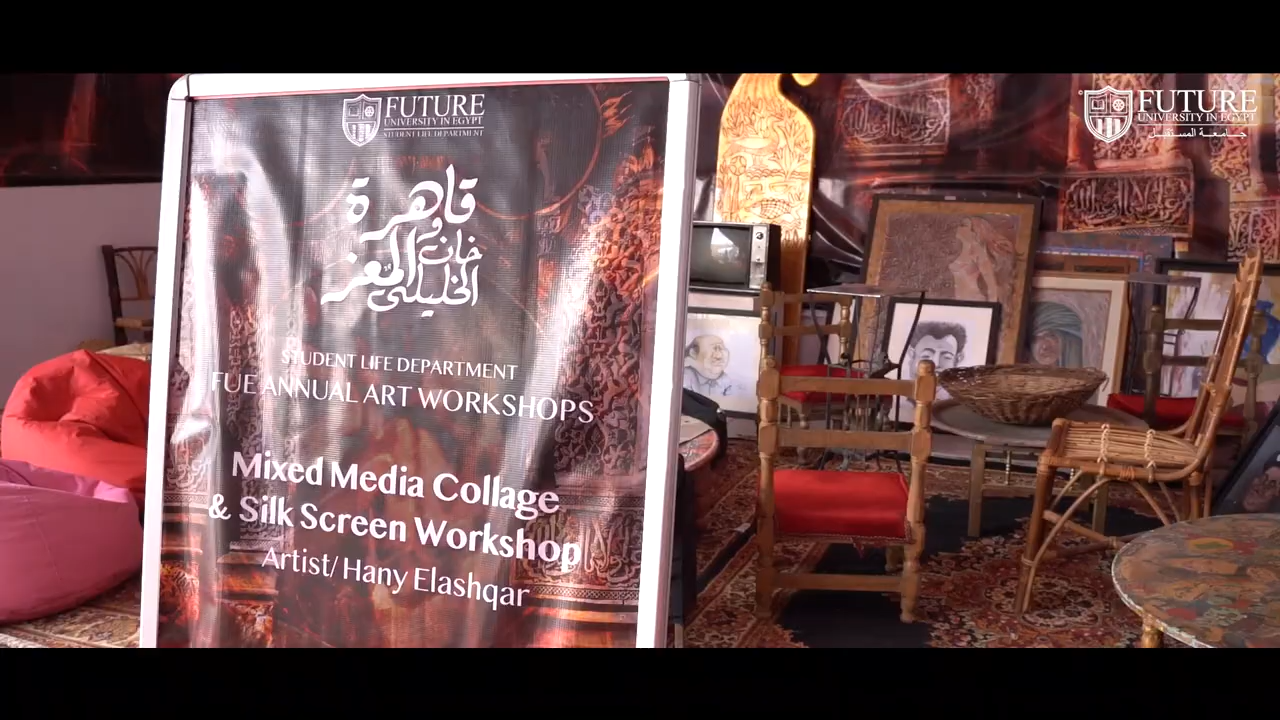 FUTURE
UNIVERSITY IN EGYPT
STUDENT LIFE DEPARTMENT
قاهرة
المعز
و
خان
الخليلى
STUDENT LIFE DEPARTMENT
FUE ANNUAL ART WORKSHOPS
Mixed Media Collage
& Silk Screen Workshop
Artist/ Hany Elashqar
FUTURE
UNIVERSITY IN EGYPT
جامعة المستقبل